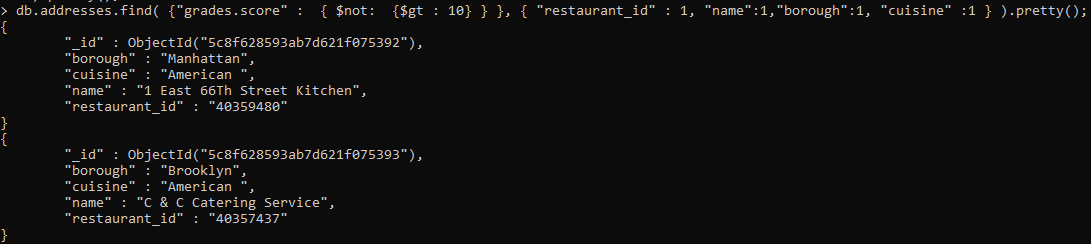 > db.addresses.find( {"grades.score" :  { $not:  {$gt : 10} } }, { "restaurant_id" : 1, "name":1,"borough":1, "cuisine" :1 } ).pretty();
{
        "_id" : ObjectId("5c8f628593ab7d621f075392"),
        "borough" : "Manhattan",
        "cuisine" : "American ",
        "name" : "1 East 66Th Street Kitchen",
        "restaurant_id" : "40359480"
}
{
        "_id" : ObjectId("5c8f628593ab7d621f075393"),
        "borough" : "Brooklyn",
        "cuisine" : "American ",
        "name" : "C & C Catering Service",
        "restaurant_id" : "40357437"
}